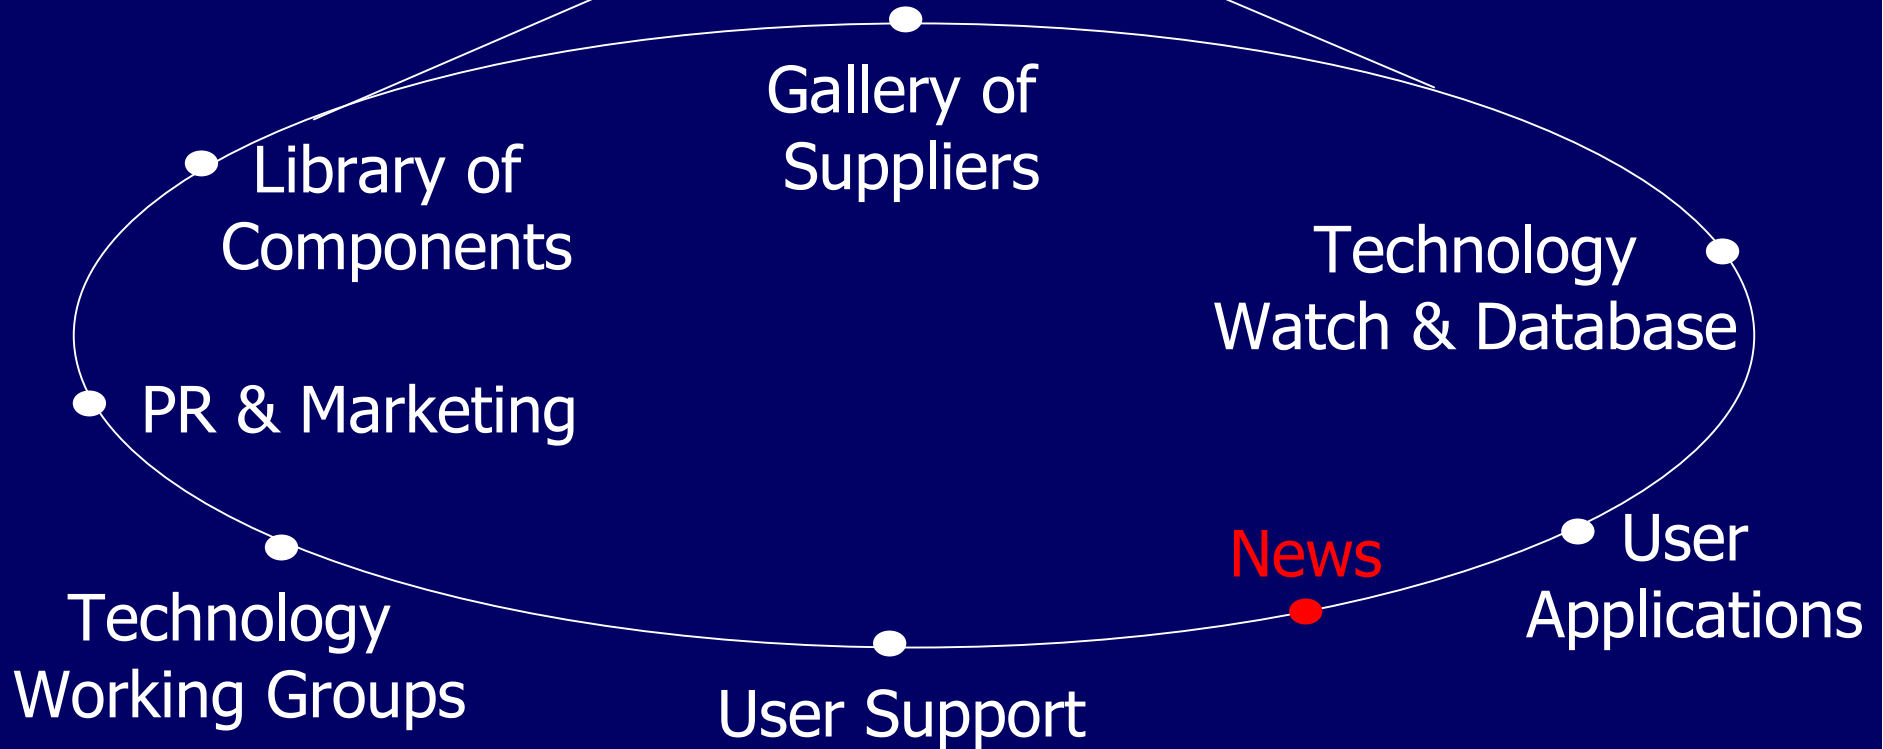 Gallery of
Suppliers
Library of
Components
Technology
Watch & Database
PR & Marketing
News
User
Applications
Technology
Working Groups
User Support